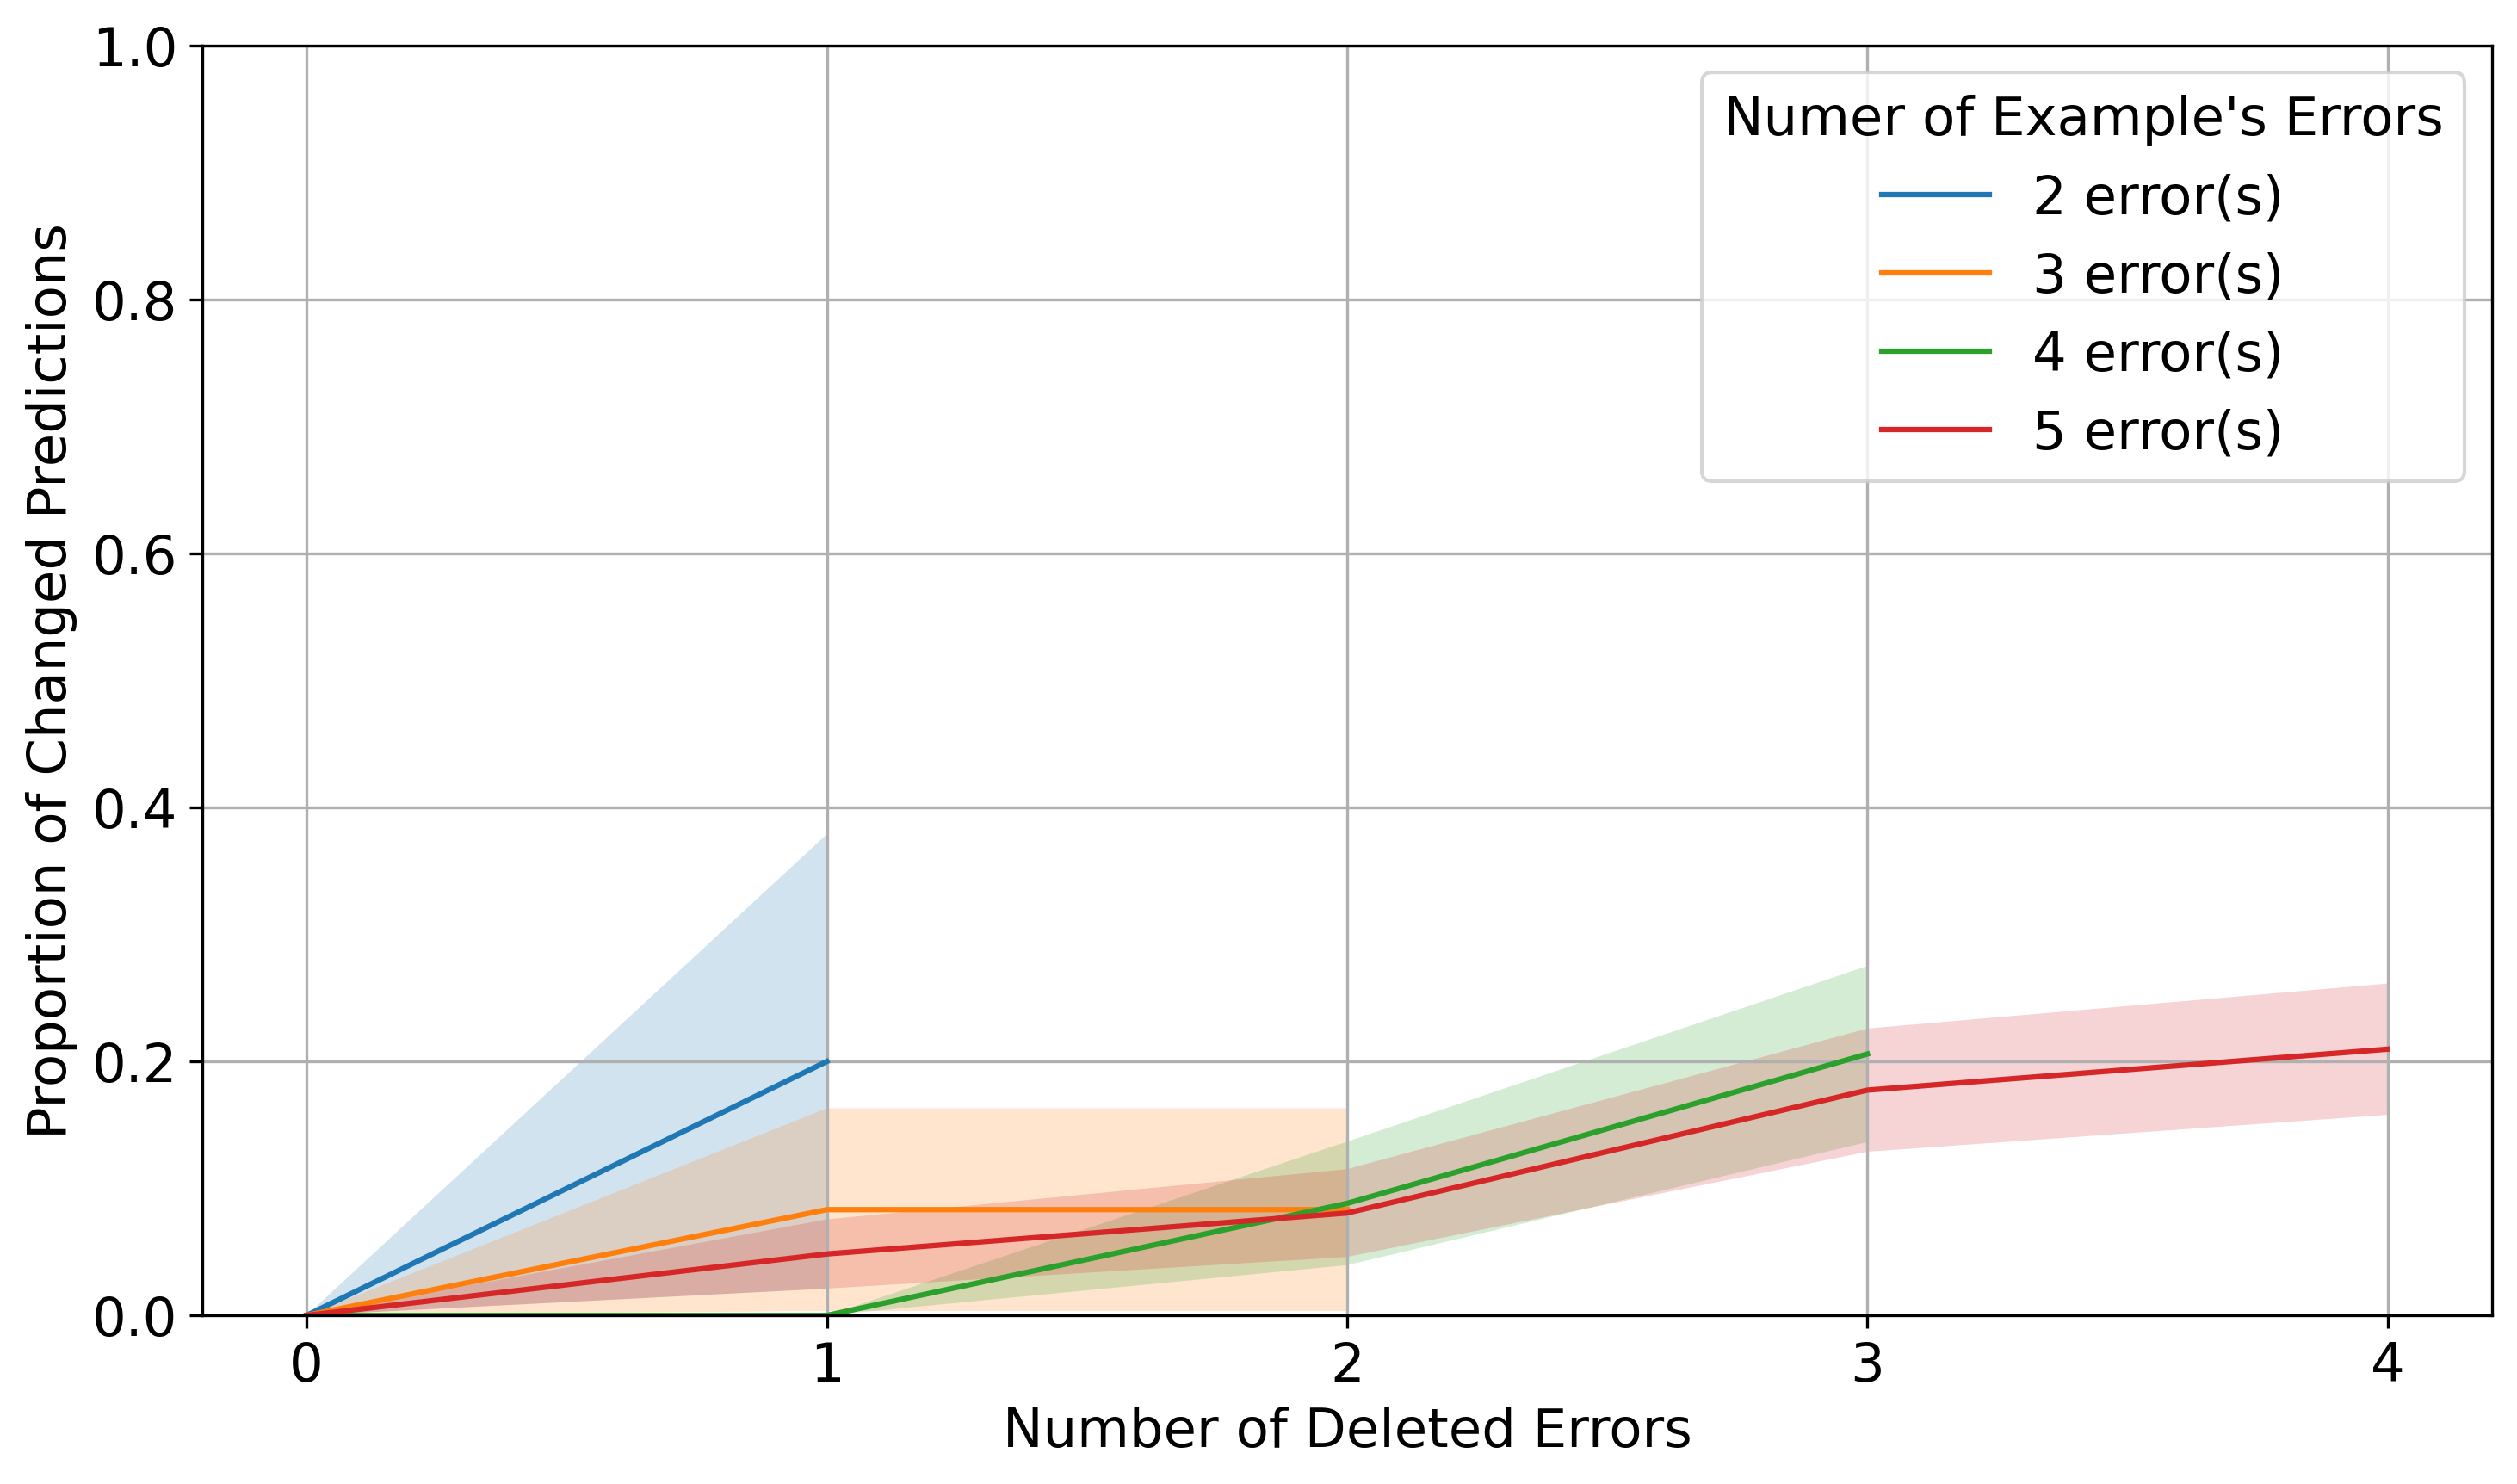 Proportion of Changed Predictions
1.0
0.8
0.6
0.4
0.2
0.0
Numer of Example's Errors
2 error(s)
3 error(s)
4 error(s)
5 error(s)
0 1 2 3 4
Number of Deleted Errors